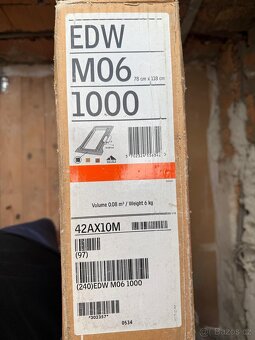 EDW
M06
78 cm x 118 cm
1000
Volume 0.08 m³ / Weight 6 kg
42AX10M
(97)
(240)EDW M06 1000
0534